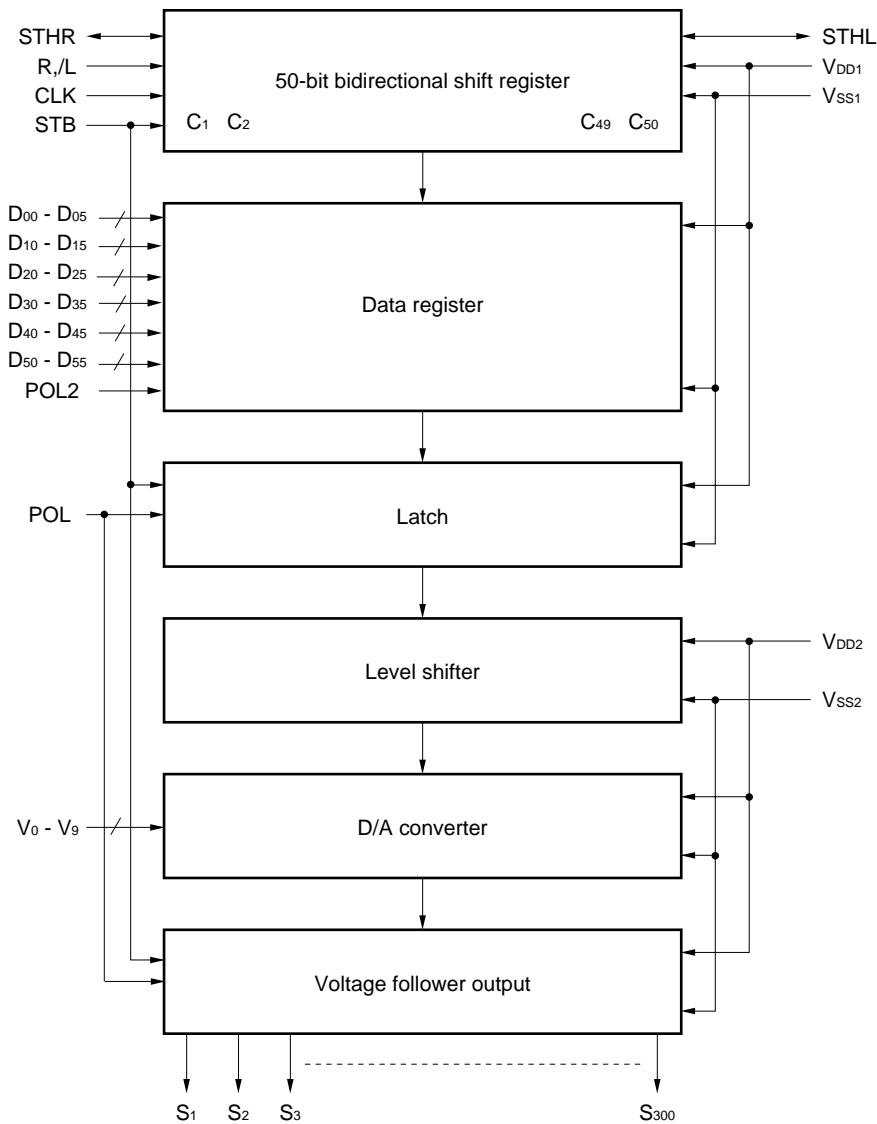 STHR
STHL
R,/L
VDD1
50-bit bidirectional shift register
CLK
VSS1
STB
C1 C2 C49 C50
D00 - D05
D10 - D15
D20 - D25
D30 - D35
Data register
D40 - D45
D50 - D55
POL2
POL
Latch
VDD2
Level shifter
VSS2
V0 - V9
D/A converter
Voltage follower output
S1 S2 S3 S300